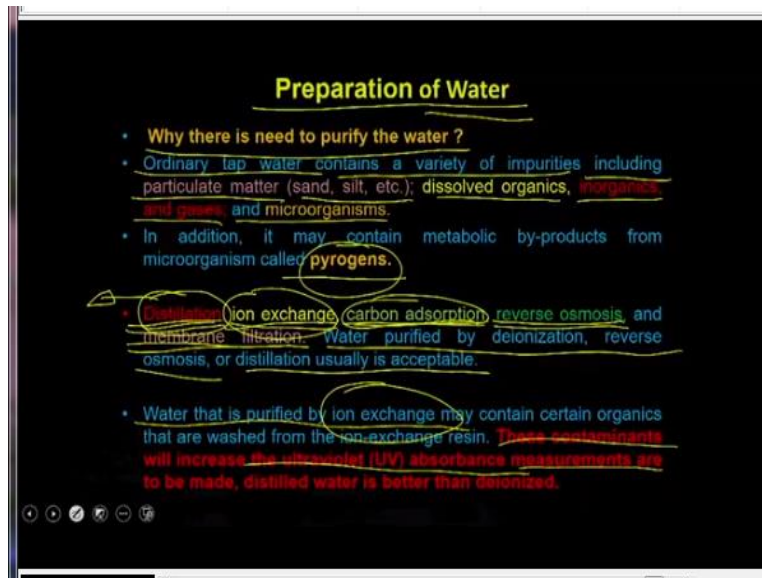 Preparation of Water
• Why there is need to purify the water ?
• Ordinary tap water contains a variety of impurities including
particulate matter (sand, silt, etc.); dissolved organics, inorganics,
and gases, and microorganisms.
• In addition, it may contain metabolic by-products from
microorganism called pyrogens.
• Distillation, ion exchange, carbon adsorption, reverse osmosis, and
membrane filtration. Water purified by deionization, reverse
osmosis, or distillation usually is acceptable.
• Water that is purified by ion exchange may contain certain organics
that are washed from the ion-exchange resin. These contaminants
will increase the ultraviolet (UV) absorbance measurements are
to be made, distilled water is better than deionized.